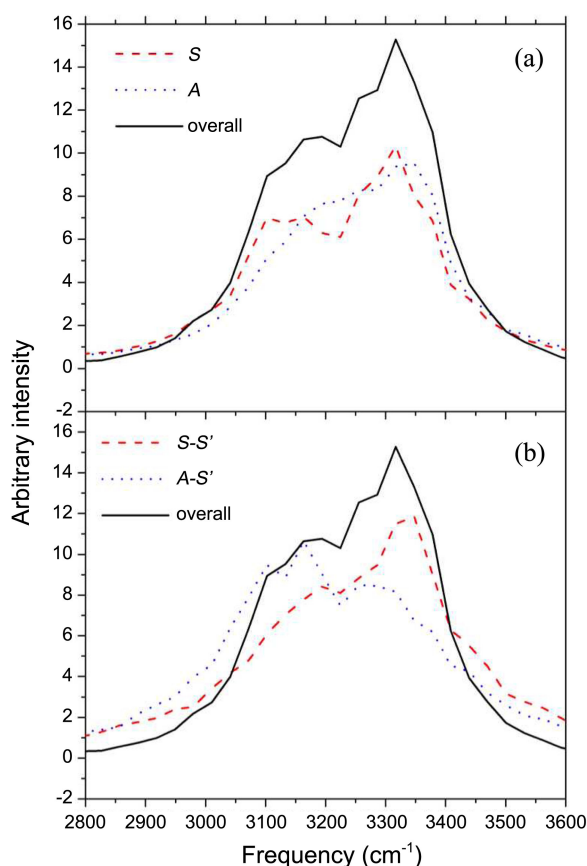 16
14
12
10
8
6
4
2
0
-2
S
A
overall
(a)
16
14
12
10
8
6
4
2
0
-2
S-S'
A-S'
overall
(b)
2800 2900 3000 3100 3200 3300 3400 3500 3600
Arbitrary intensity
Frequency (cm-1)